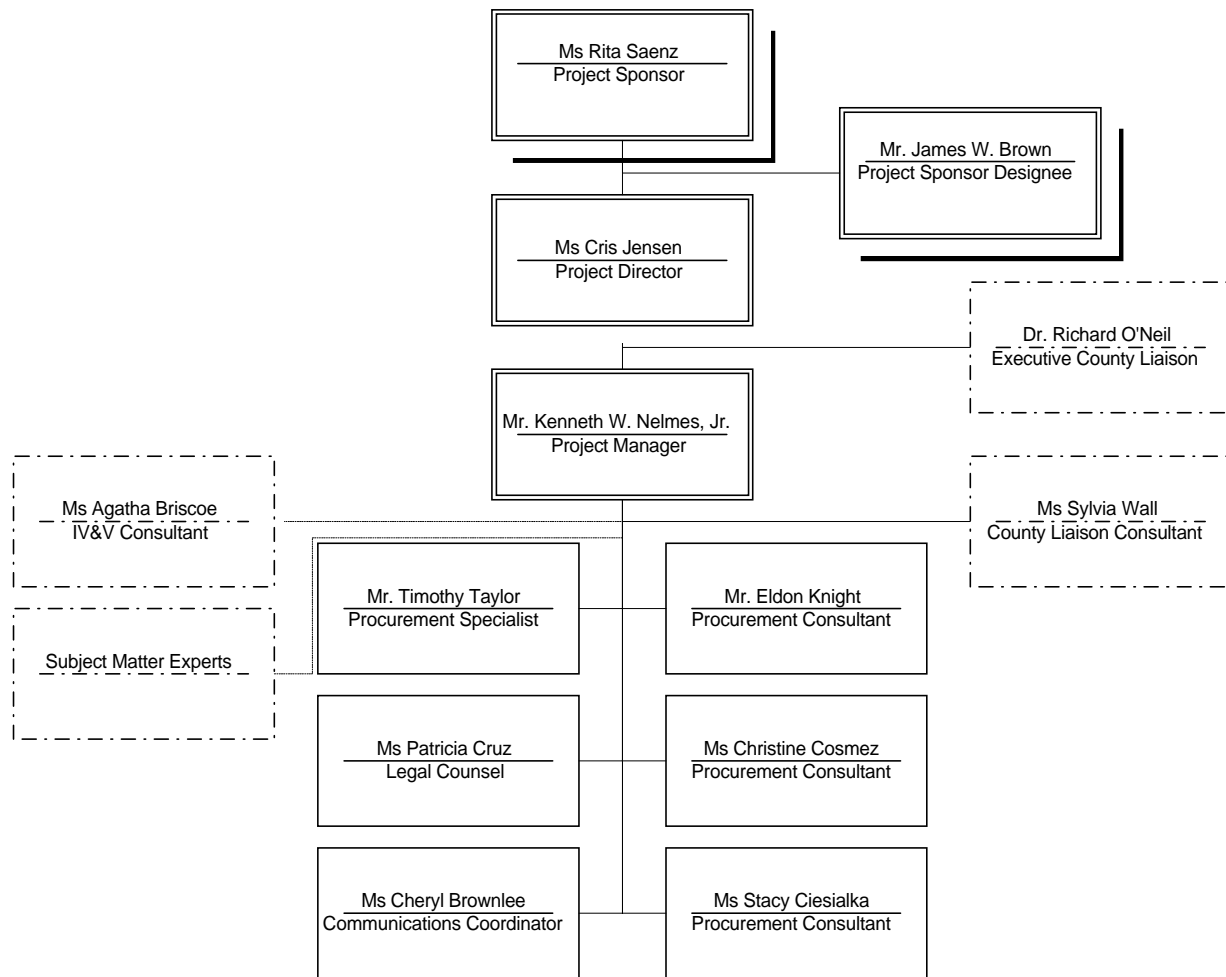 Ms Rita Saenz
Project Sponsor
Mr. James W. Brown
Project Sponsor Designee
Ms Cris Jensen
Project Director
Dr. Richard O'Neil
Executive County Liaison
Mr. Kenneth W. Nelmes, Jr.
Project Manager
Ms Agatha Briscoe
IV&V Consultant
Ms Sylvia Wall
County Liaison Consultant
Mr. Timothy Taylor
Procurement Specialist
Mr. Eldon Knight
Procurement Consultant
Subject Matter Experts
Ms Patricia Cruz
Legal Counsel
Ms Christine Cosmez
Procurement Consultant
Ms Cheryl Brownlee
Communications Coordinator
Ms Stacy Ciesialka
Procurement Consultant